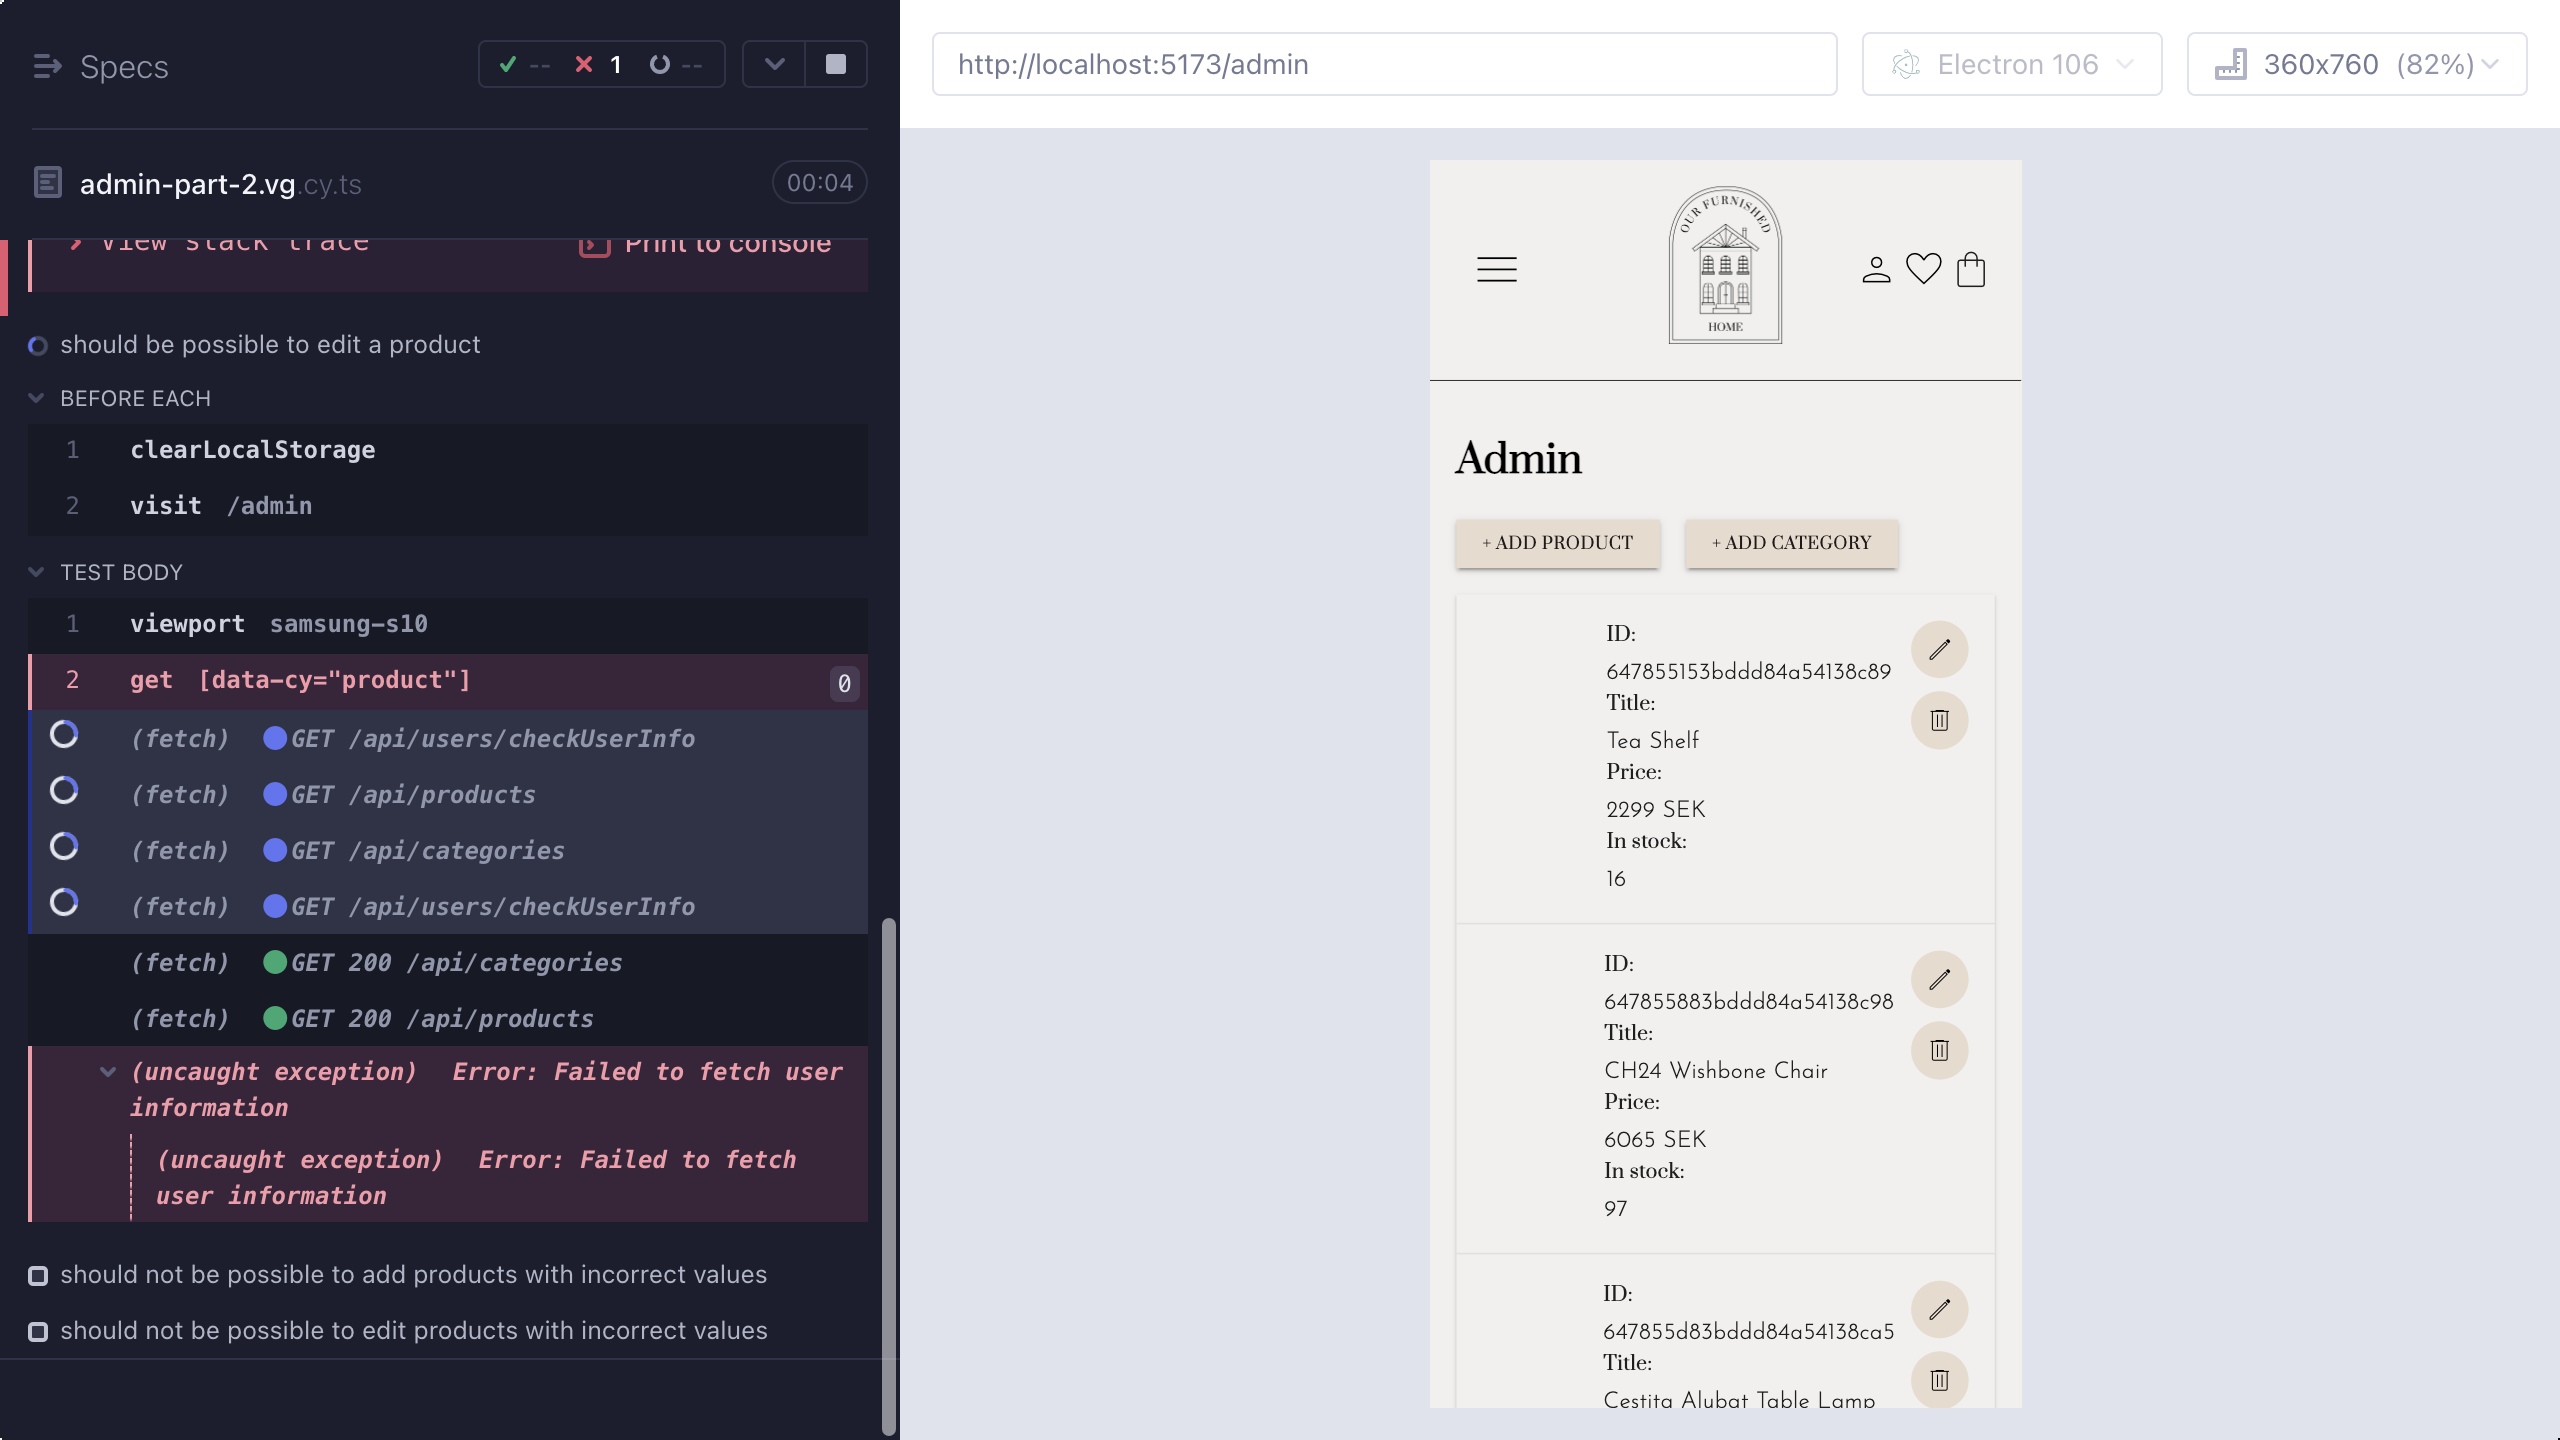 Specs
-- 1 --
admin-part-2.vg.cy.ts 00:04
View stack trace Print to console
should be possible to edit a product
BEFORE EACH
1 clearLocalStorage
2 visit /admin
TEST BODY
1 viewport samsung-s10
2 get [data-cy="product"] 0
(fetch) GET /api/users/checkUserInfo
(fetch) GET /api/products
(fetch) GET /api/categories
(fetch) GET /api/users/checkUserInfo
(fetch) GET 200 /api/categories
(fetch) GET 200 /api/products
(uncaught exception) Error: Failed to fetch user
information
(uncaught exception) Error: Failed to fetch
user information
should not be possible to add products with incorrect values
should not be possible to edit products with incorrect values
http://localhost:5173/admin
Electron 106
360x760 (82%)
OUR FURNISHED
HOME
Admin
+ ADD PRODUCT
+ ADD CATEGORY
ID:
647855153bddd84a54138c89
Title:
Tea Shelf
Price:
2299 SEK
In stock:
16
ID:
647855883bddd84a54138c98
Title:
CH24 Wishbone Chair
Price:
6065 SEK
In stock:
97
ID:
647855d83bddd84a54138ca5
Title:
Cestita Alubat Table Lamp